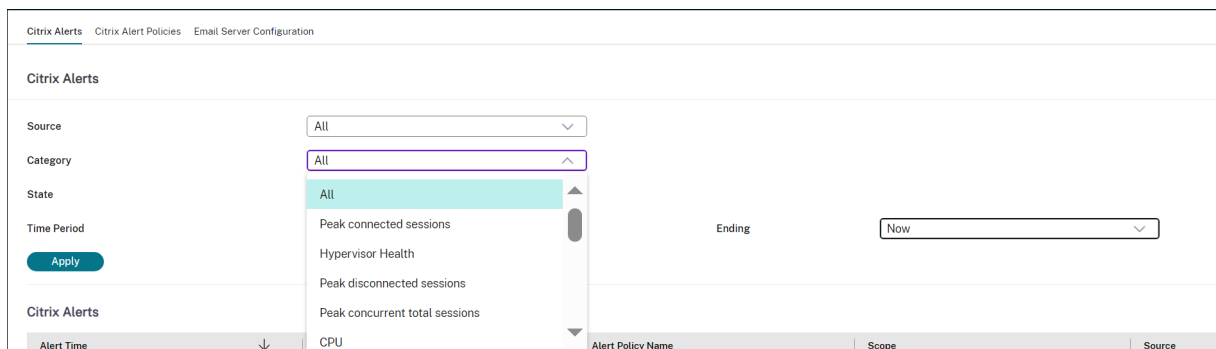 Citrix Alerts Citrix Alert Policies Email Server Configuration
Citrix Alerts
Source All
Category All
State All
Peak connected sessions
Time Period Ending Now
Hypervisor Health
Apply
Peak disconnected sessions
Peak concurrent total sessions
Citrix Alerts
CPU
Alert Time Alert Policy Name Scope Source